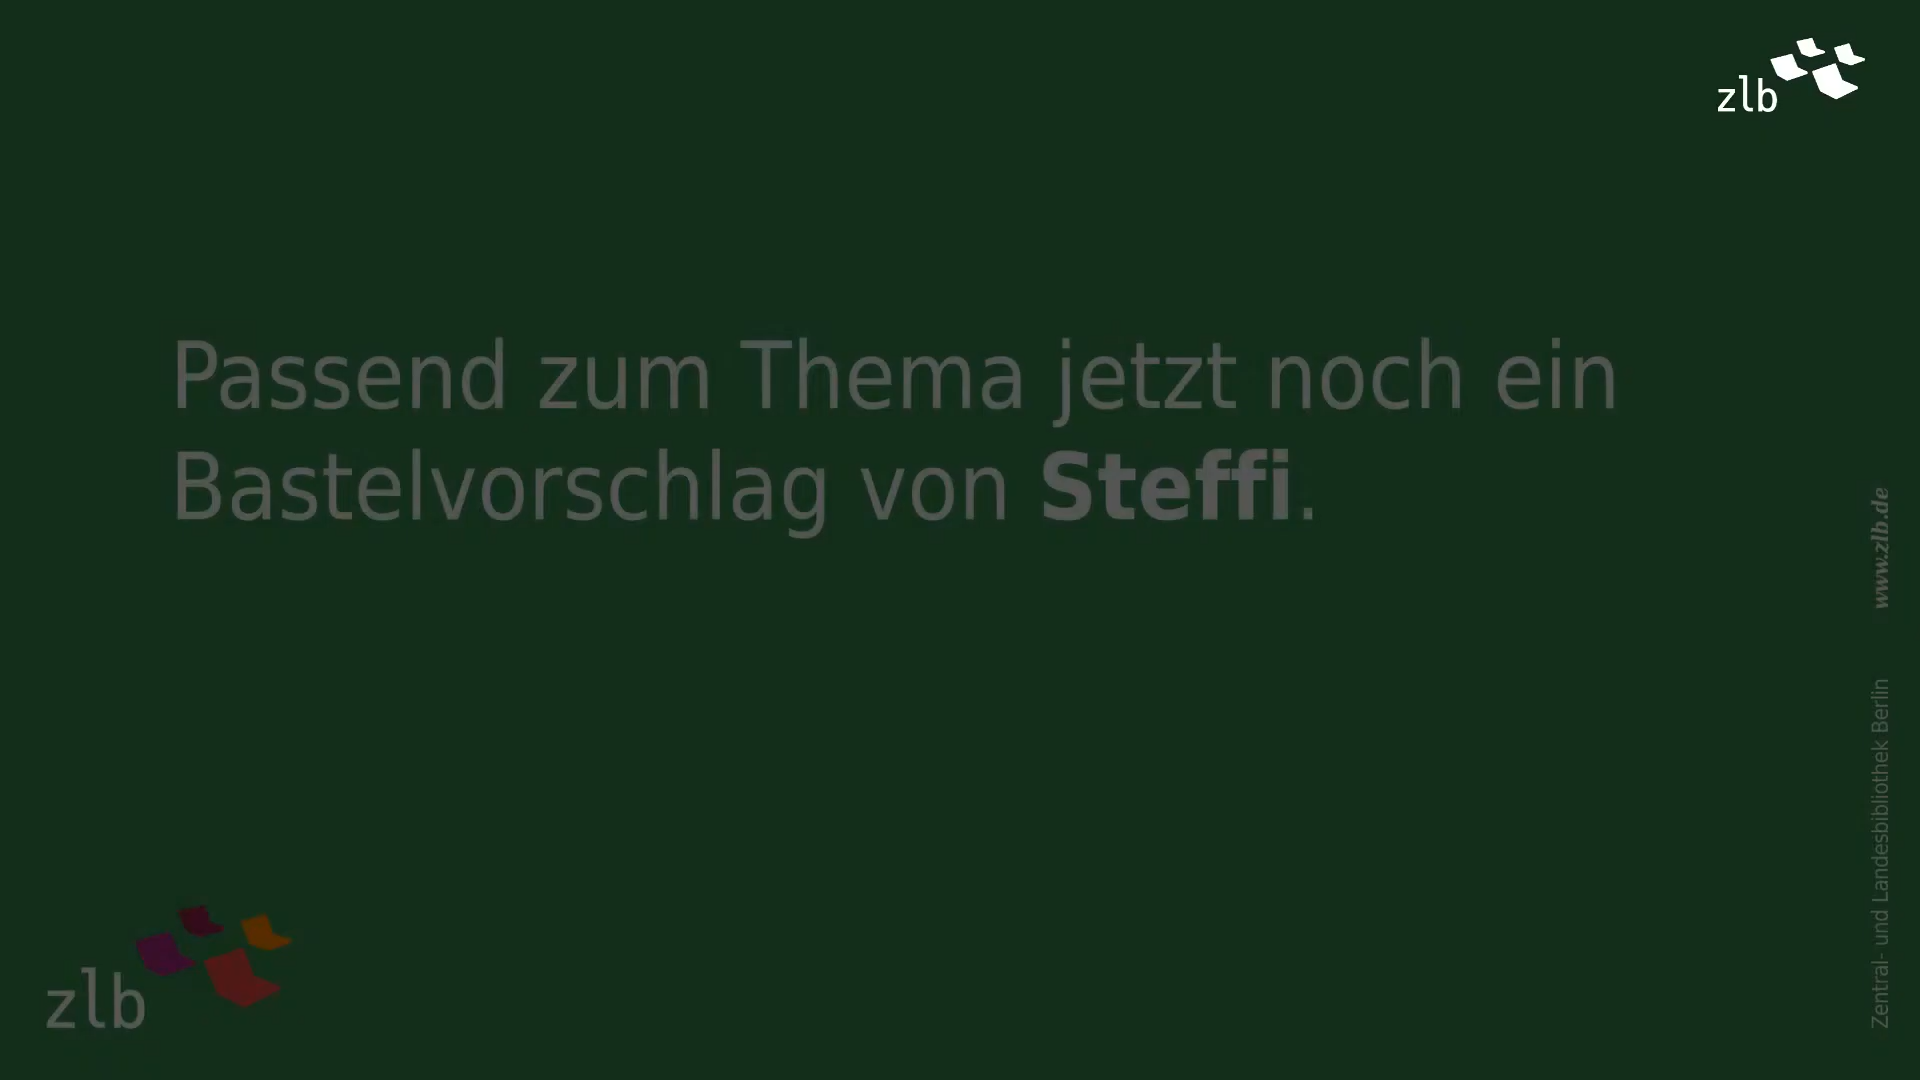 zlb
Passend zum Thema jetzt noch ein
Bastelvorschlag von Steffi.
www.zlb.de
Zentral- und Landesbibliothek Berlin
zlb